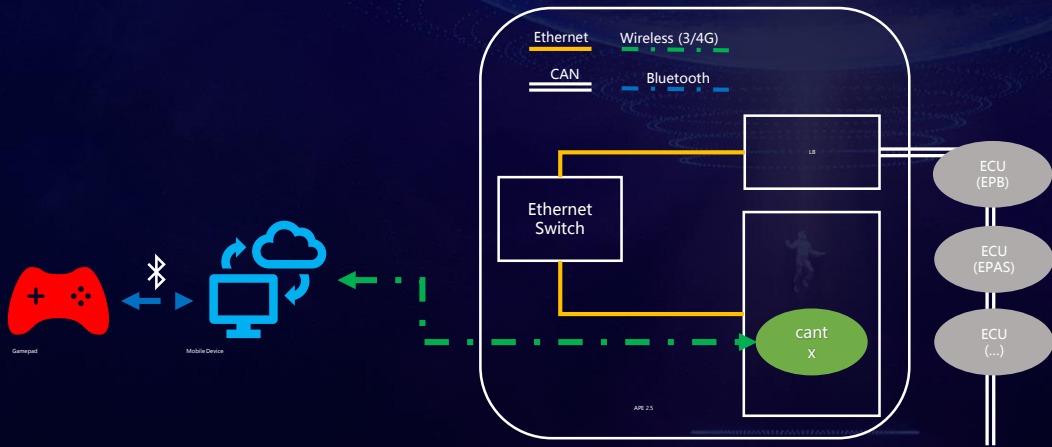 Ethernet
Wireless (3/4G)
CAN
Bluetooth
LB
ECU
(EPB)
Ethernet
Switch
ECU
(EPAS)
cant
x
ECU
(...)
Gamepad
Mobile Device
APE 2.5